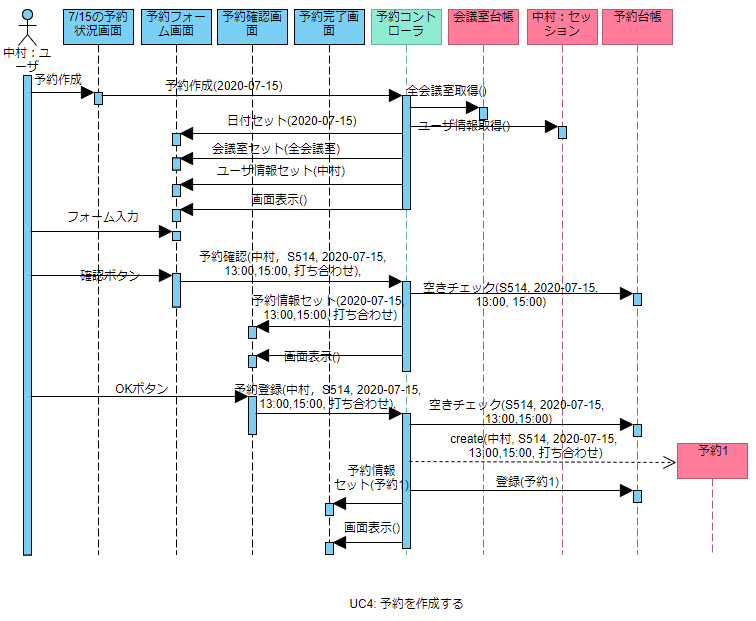 7/15の予約
状況画面
予約フォー
ム画面
予約確認画
面
予約完了画
面
予約コント
ローラ
会議室台帳
中村：セッ
ション
予約台帳
中村：ユ
ーザ
予約作成
予約作成(2020-07-15)
全会議室取得()
日付セット(2020-07-15)
ユーザ情報取得()
会議室セット(全会議室)
ユーザ情報セット(中村)
画面表示()
フォーム入力
予約確認(中村，S514, 2020-07-15,
13:00,15:00, 打ち合わせ),
確認ボタン
空きチェック(S514, 2020-07-15,
13:00, 15:00)
予約情報セット(2020-07-15,
13:00,15:00, 打ち合わせ)
画面表示()
OKボタン
予約登録(中村，S514, 2020-07-15,
13:00,15:00, 打ち合わせ),
空きチェック(S514, 2020-07-15,
13:00,15:00)
create(中村, S514, 2020-07-15,
13:00,15:00, 打ち合わせ)
予約1
予約情報
セット(予約1)
登録(予約1)
画面表示()
UC4: 予約を作成する